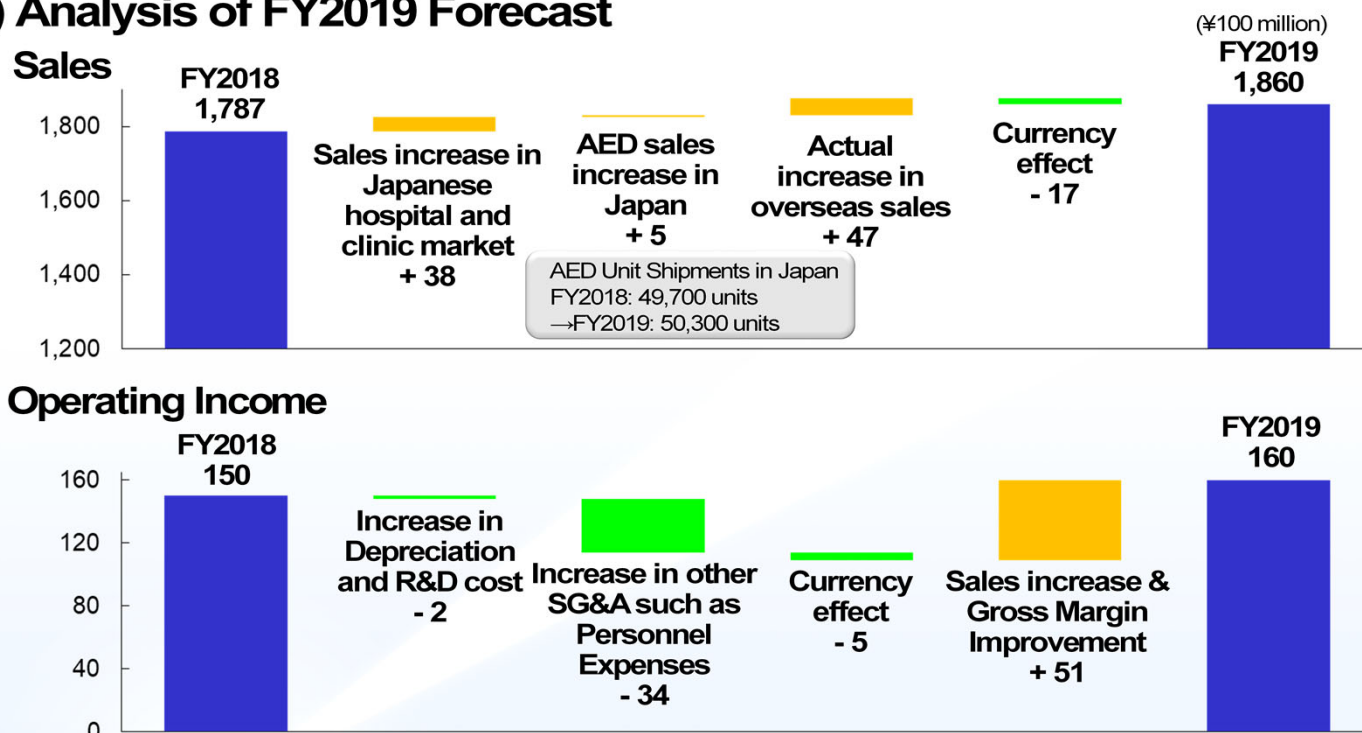 ) Analysis of FY2019 Forecast
(¥100 million)
Sales
FY2018
1,787
FY2019
1,860
1,800
1,600
1,400
1,200
Sales increase in
Japanese
hospital and
clinic market
+ 38
AED sales
increase in
Japan
+ 5
Actual
increase in
overseas sales
+ 47
Currency
effect
- 17
AED Unit Shipments in Japan
FY2018: 49,700 units
→FY2019: 50,300 units
Operating Income
FY2018
150
FY2019
160
160
120
80
40
0
Increase in
Depreciation
and R&D cost
- 2
Increase in other
SG&A such as
Personnel
Expenses
- 34
Currency
effect
- 5
Sales increase &
Gross Margin
Improvement
+ 51